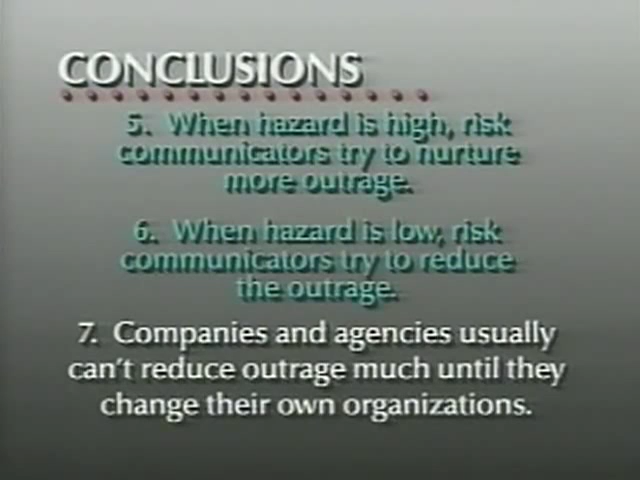 CONCLUSIONS
5. When hazard is high, risk
communicators try to nurture
more outrage.
6. When hazard is low, risk
communicators try to reduce
the outrage.
7. Companies and agencies usually
can't reduce outrage much until they
change their own organizations.